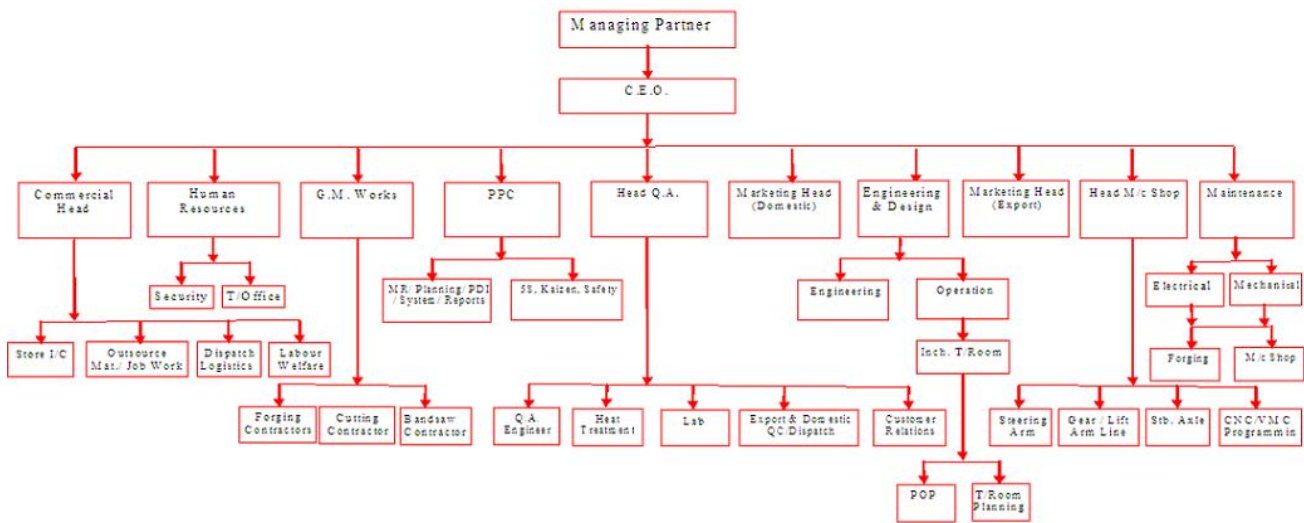 Managing Partner
C.E.O.
Commercial
Head
Human
Resources
G.M. Works
PPC
Head Q.A.
Marketing Head
(Domestic)
Engineering
& Design
Marketing Head
(Export)
Head M/c Shop
Maintenance
Security
T/Office
MR/ Planning/ PDI
/ System / Reports
5S, Kaizen, Safety
Engineering
Operation
Electrical
Mechanical
Store I/C
Outsource
Mat./ Job Work
Dispatch
Logistics
Labour
Welfare
Inch. T/Room
Forging
M/c Shop
Forging
Contractors
Cutting
Contractor
Bandsaw
Contractor
Q.A.
Engineer
Heat
Treatment
Lab
Export & Domestic
QC/Dispatch
Customer
Relations
Steering
Arm
Gear / Lift
Arm Line
Stb. Axle
CNC/VMC
Programmin
POP
T/Room
Planning